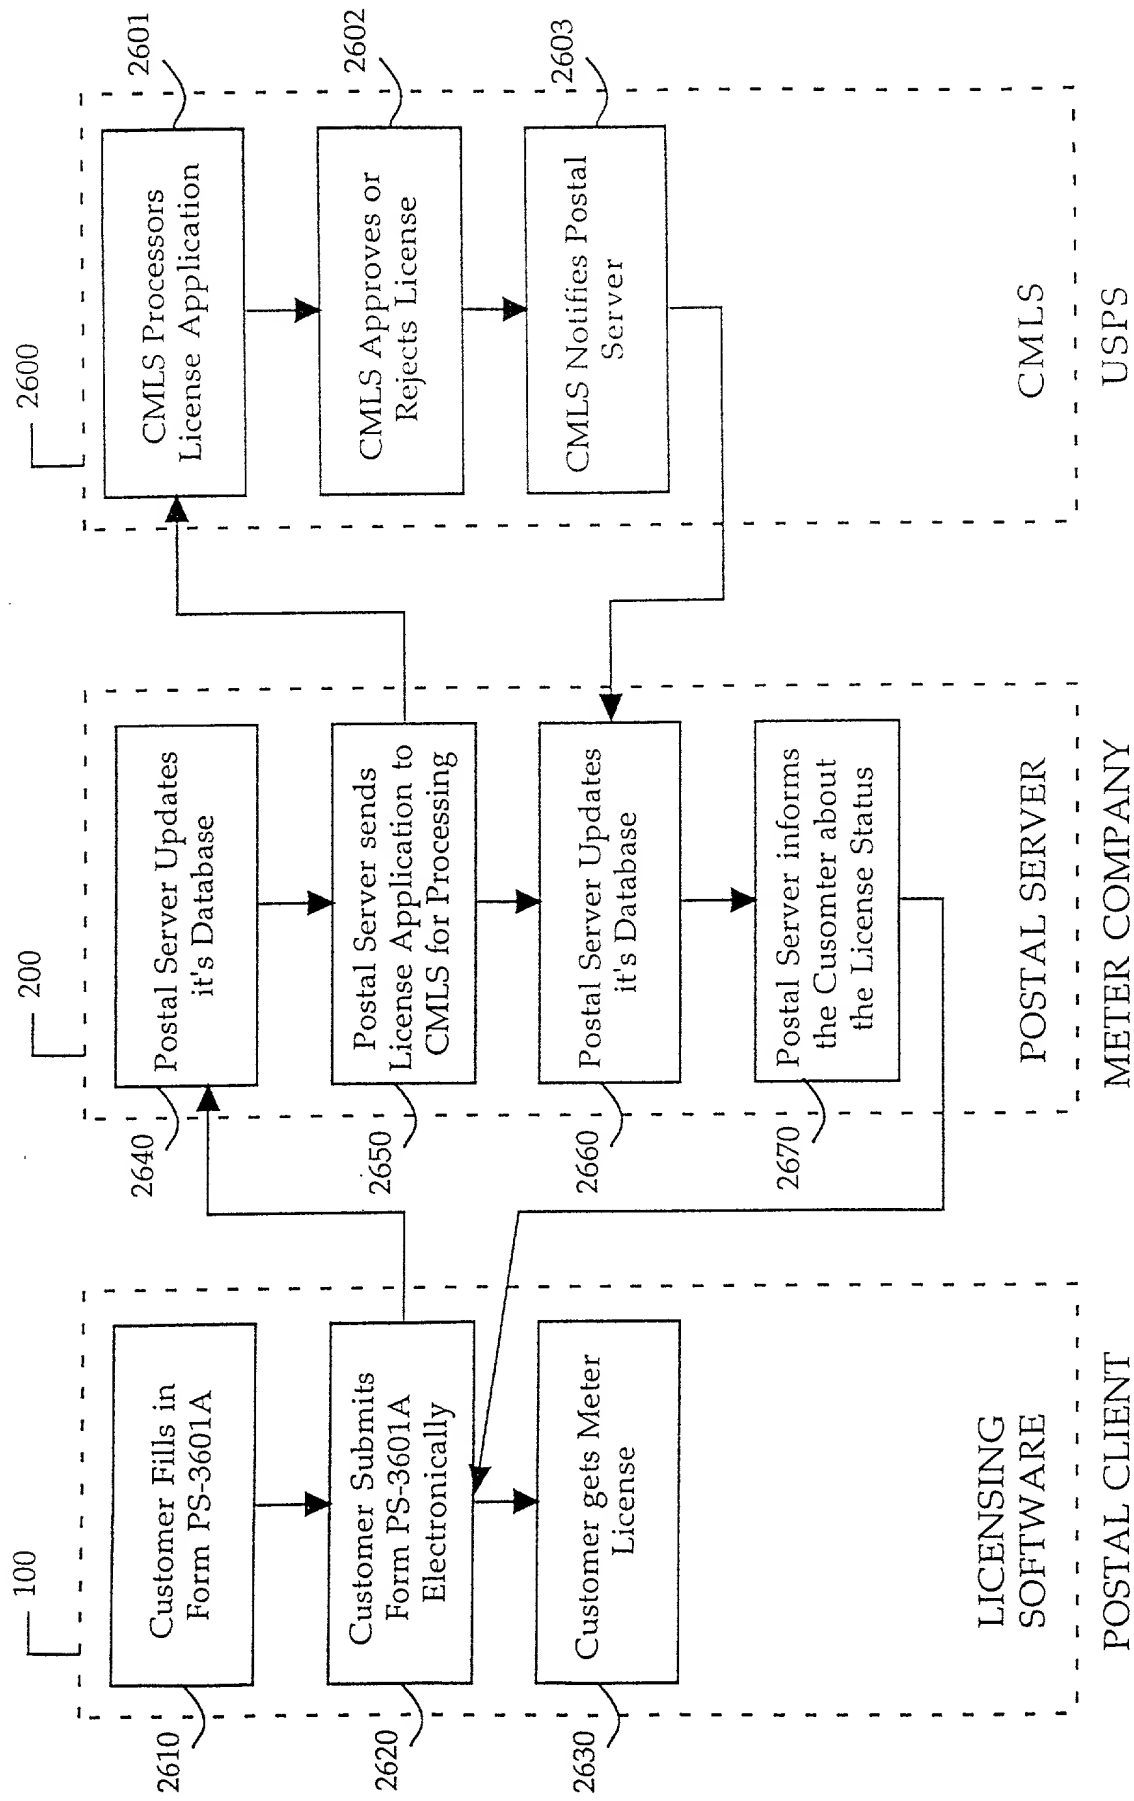 100
2610
Customer Fills in
Form PS-3601A
2620
Customer Submits
Form PS-3601A
Electronically
2630
Customer gets Meter
License
LICENSING
SOFTWARE
POSTAL CLIENT
200
2640
Postal Server Updates
it's Database
2650
Postal Server sends
License Application to
CMLS for Processing
2660
Postal Server Updates
it's Database
2670
Postal Server informs
the Cusomter about
the License Status
POSTAL SERVER
METER COMPANY
2600
2601
CMLS Processors
License Application
2602
CMLS Approves or
Rejects License
2603
CMLS Notifies Postal
Server
CMLS
USPS